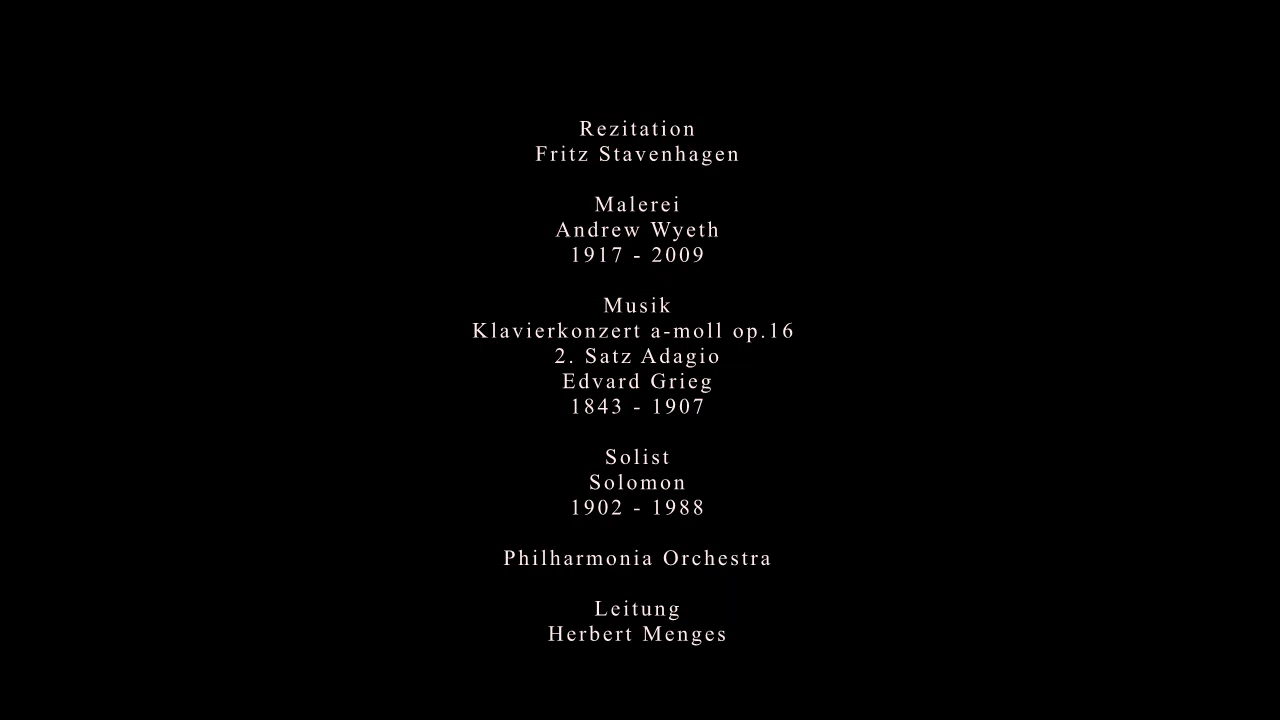 Rezitation
Fritz Stavenhagen
Malerei
Andrew Wyeth
1917 - 2009
Musik
Klavierkonzert a-moll op.16
2. Satz Adagio
Edvard Grieg
1843 - 1907
Solist
Solomon
1902 - 1988
Philharmonia Orchestra
Leitung
Herbert Menges